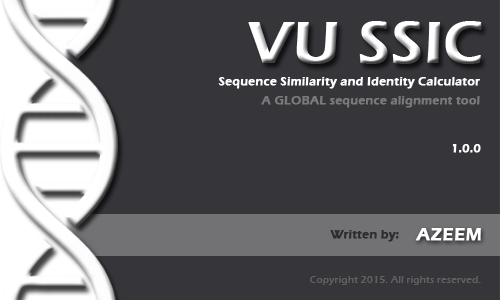 VU SSIC
Sequence Similarity and Identity Calculator
A GLOBAL sequence alignment tool
1.0.0
Written by: AZEEM
Copyright 2015. All rights reserved.